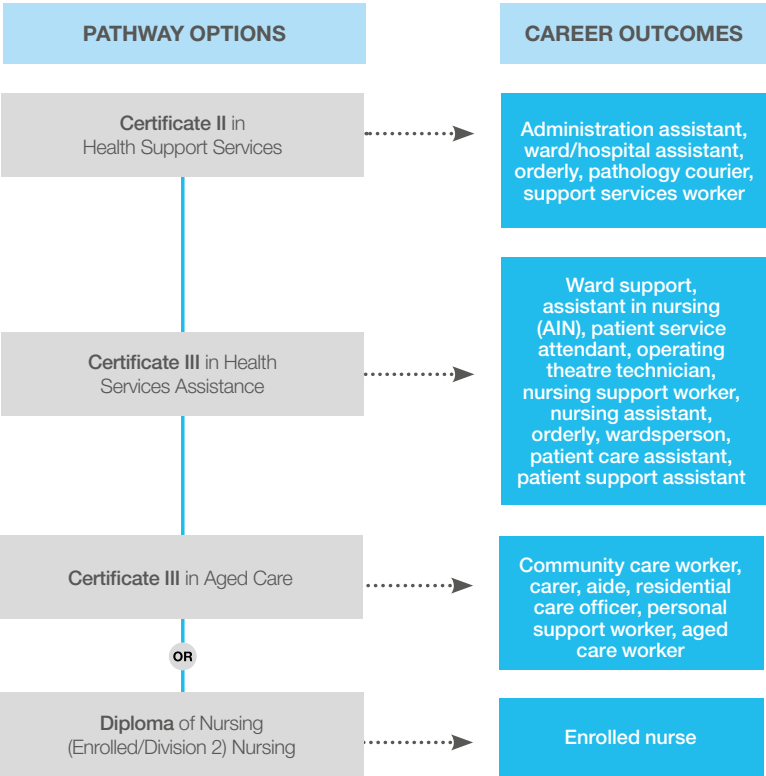 PATHWAY OPTIONS
CAREER OUTCOMES
Certificate II in
Health Support Services
Administration assistant,
ward/hospital assistant,
orderly, pathology courier,
support services worker
Certificate III in Health
Services Assistance
Ward support,
assistant in nursing
(AIN), patient service
attendant, operating
theatre technician,
nursing support worker,
nursing assistant,
orderly, wardsperson,
patient care assistant,
patient support assistant
Certificate III in Aged Care
Community care worker,
carer, aide, residential
care officer, personal
support worker, aged
care worker
OR
Diploma of Nursing
(Enrolled/Division 2) Nursing
Enrolled nurse